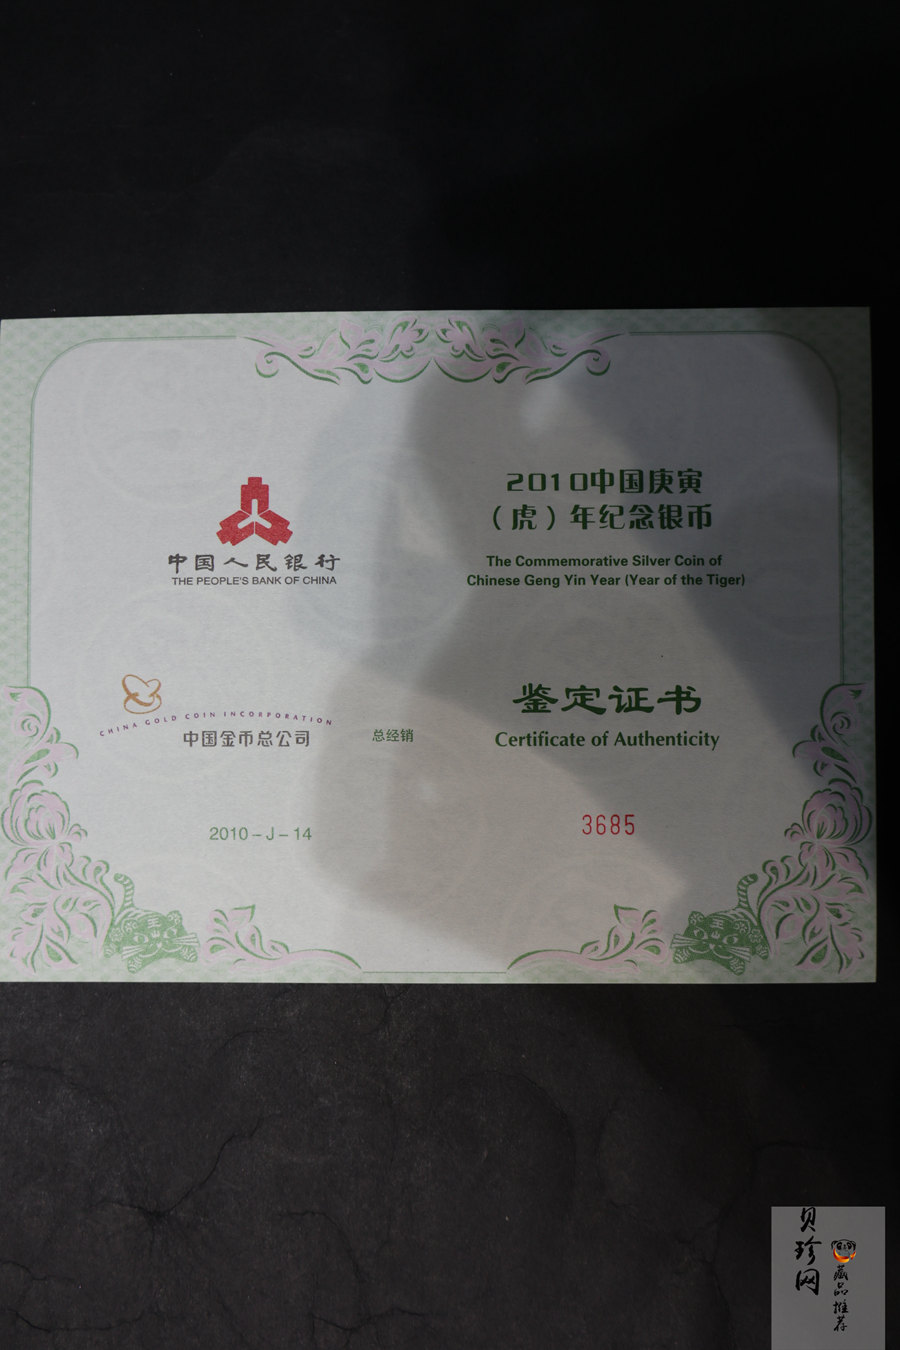 中国人民银行
THE PEOPLE'S BANK OF CHINA
CHINA GOLD COIN INCORPORATION
中国金币总公司
总经销
2010-J-14
2010中国庚寅
（虎）年纪念银币
The Commemorative Silver Coin of
Chinese Geng Yin Year (Year of the Tiger)
鉴定证书
Certificate of Authenticity
3685
贝珍网
藏品推荐